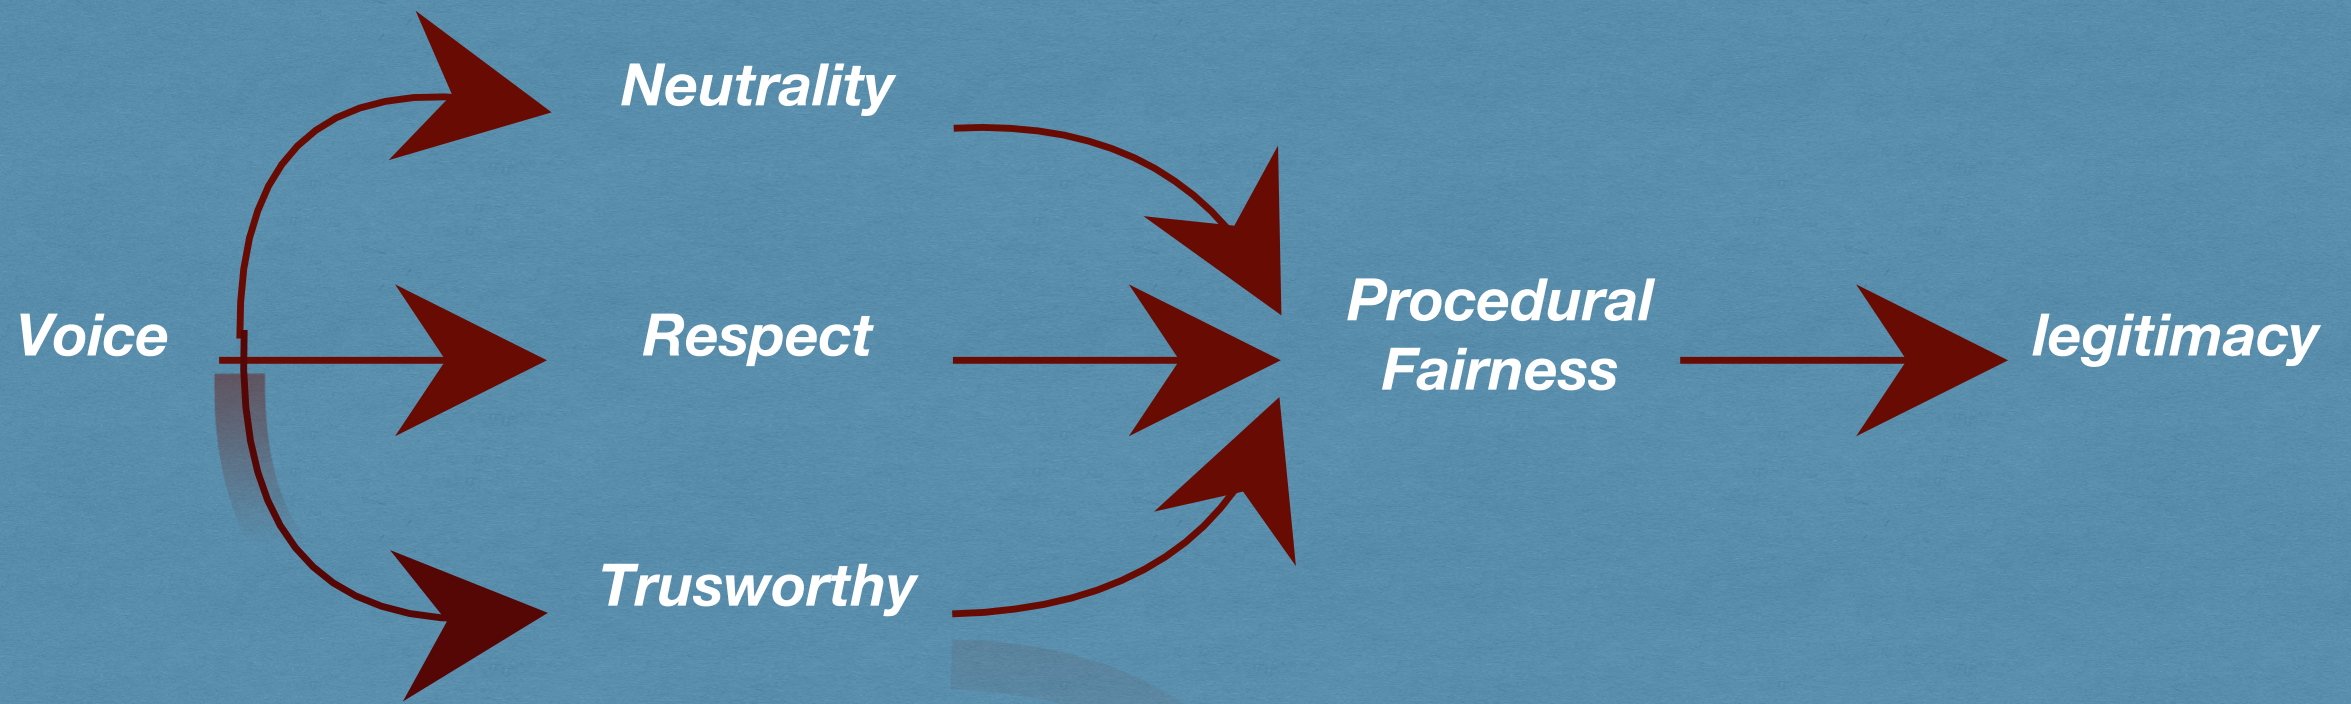 Neutrality
Voice
Respect
Procedural
Fairness
legitimacy
Trusworthy